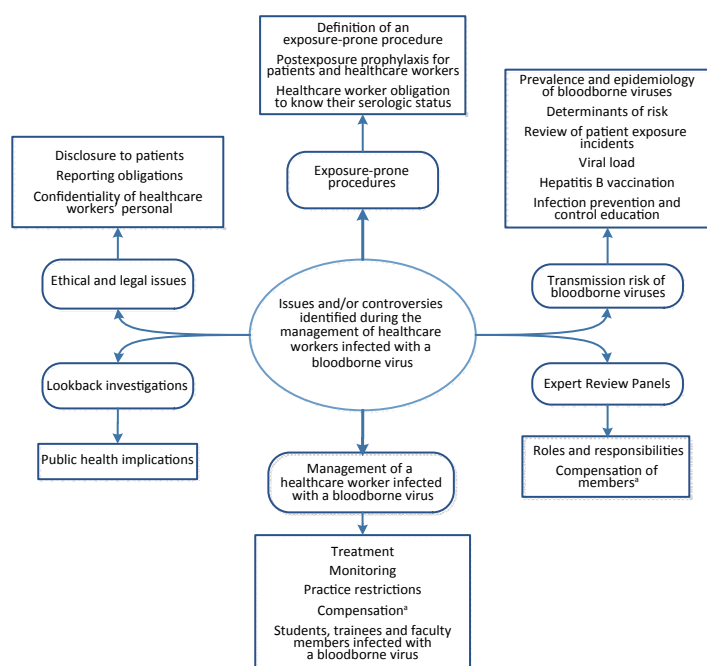 Definition of an
exposure-prone procedure
Postexposure prophylaxis for
patients and healthcare workers
Healthcare worker obligation
to know their serologic status
Exposure-prone
procedures
Prevalence and epidemiology
of bloodborne viruses
Determinants of risk
Review of patient exposure
incidents
Viral load
Hepatitis B vaccination
Infection prevention and
control education
Transmission risk of
bloodborne viruses
Disclosure to patients
Reporting obligations
Confidentiality of healthcare
workers' personal
Ethical and legal issues
Issues and/or controversies
identified during the
management of healthcare
workers infected with a
bloodborne virus
Lookback investigations
Public health implications
Expert Review Panels
Roles and responsibilities
Compensation of
membersᵃ
Management of a
healthcare worker infected
with a bloodborne virus
Treatment
Monitoring
Practice restrictions
Compensationᵃ
Students, trainees and faculty
members infected with
a bloodborne virus